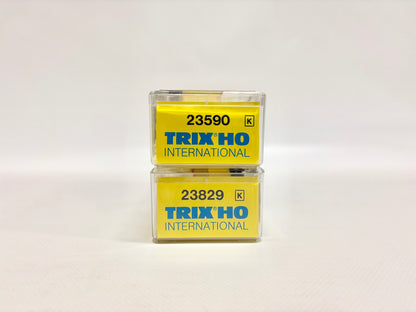 23590 K
TRIX HO
INTERNATIONAL
23829 K
TRIX HO
INTERNATIONAL